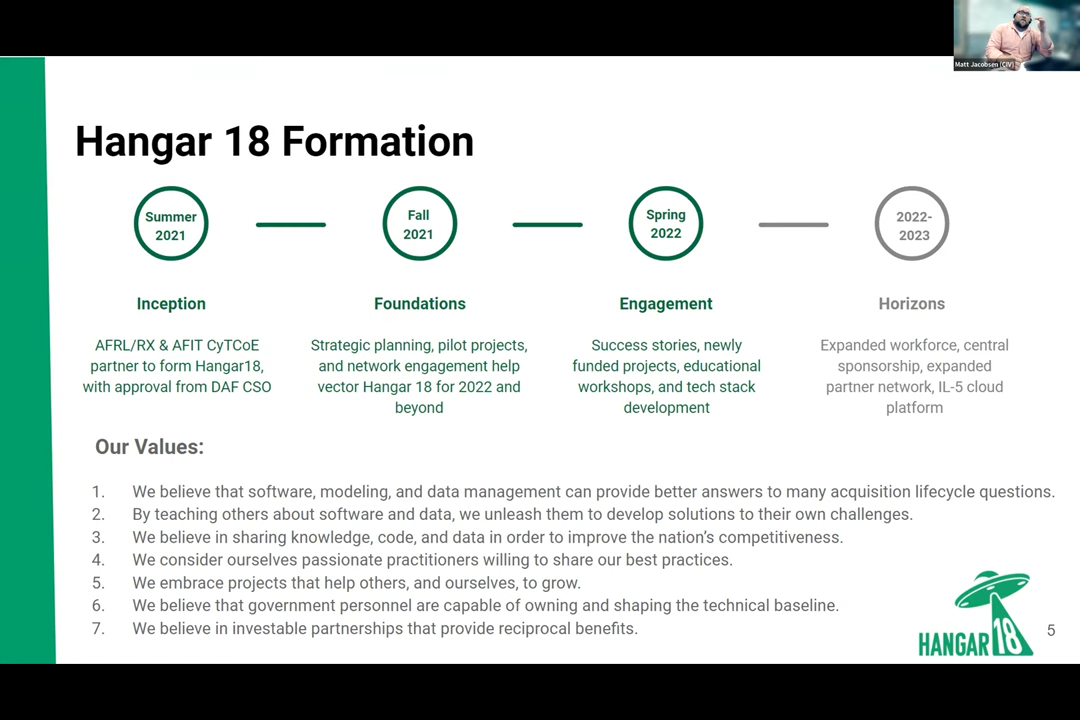 Matt Jacobsen (CIV)
Hangar 18 Formation
Summer
2021
Fall
2021
Spring
2022
2022-
2023
Inception
AFRL/RX & AFIT CyTCoE
partner to form Hangar18,
with approval from DAF CSO
Foundations
Strategic planning, pilot projects,
and network engagement help
vector Hangar 18 for 2022 and
beyond
Engagement
Success stories, newly
funded projects, educational
workshops, and tech stack
development
Horizons
Expanded workforce, central
sponsorship, expanded
partner network, IL-5 cloud
platform
Our Values:
1. We believe that software, modeling, and data management can provide better answers to many acquisition lifecycle questions.
2. By teaching others about software and data, we unleash them to develop solutions to their own challenges.
3. We believe in sharing knowledge, code, and data in order to improve the nation’s competitiveness.
4. We consider ourselves passionate practitioners willing to share our best practices.
5. We embrace projects that help others, and ourselves, to grow.
6. We believe that government personnel are capable of owning and shaping the technical baseline.
7. We believe in investable partnerships that provide reciprocal benefits.
HANGAR 18
5